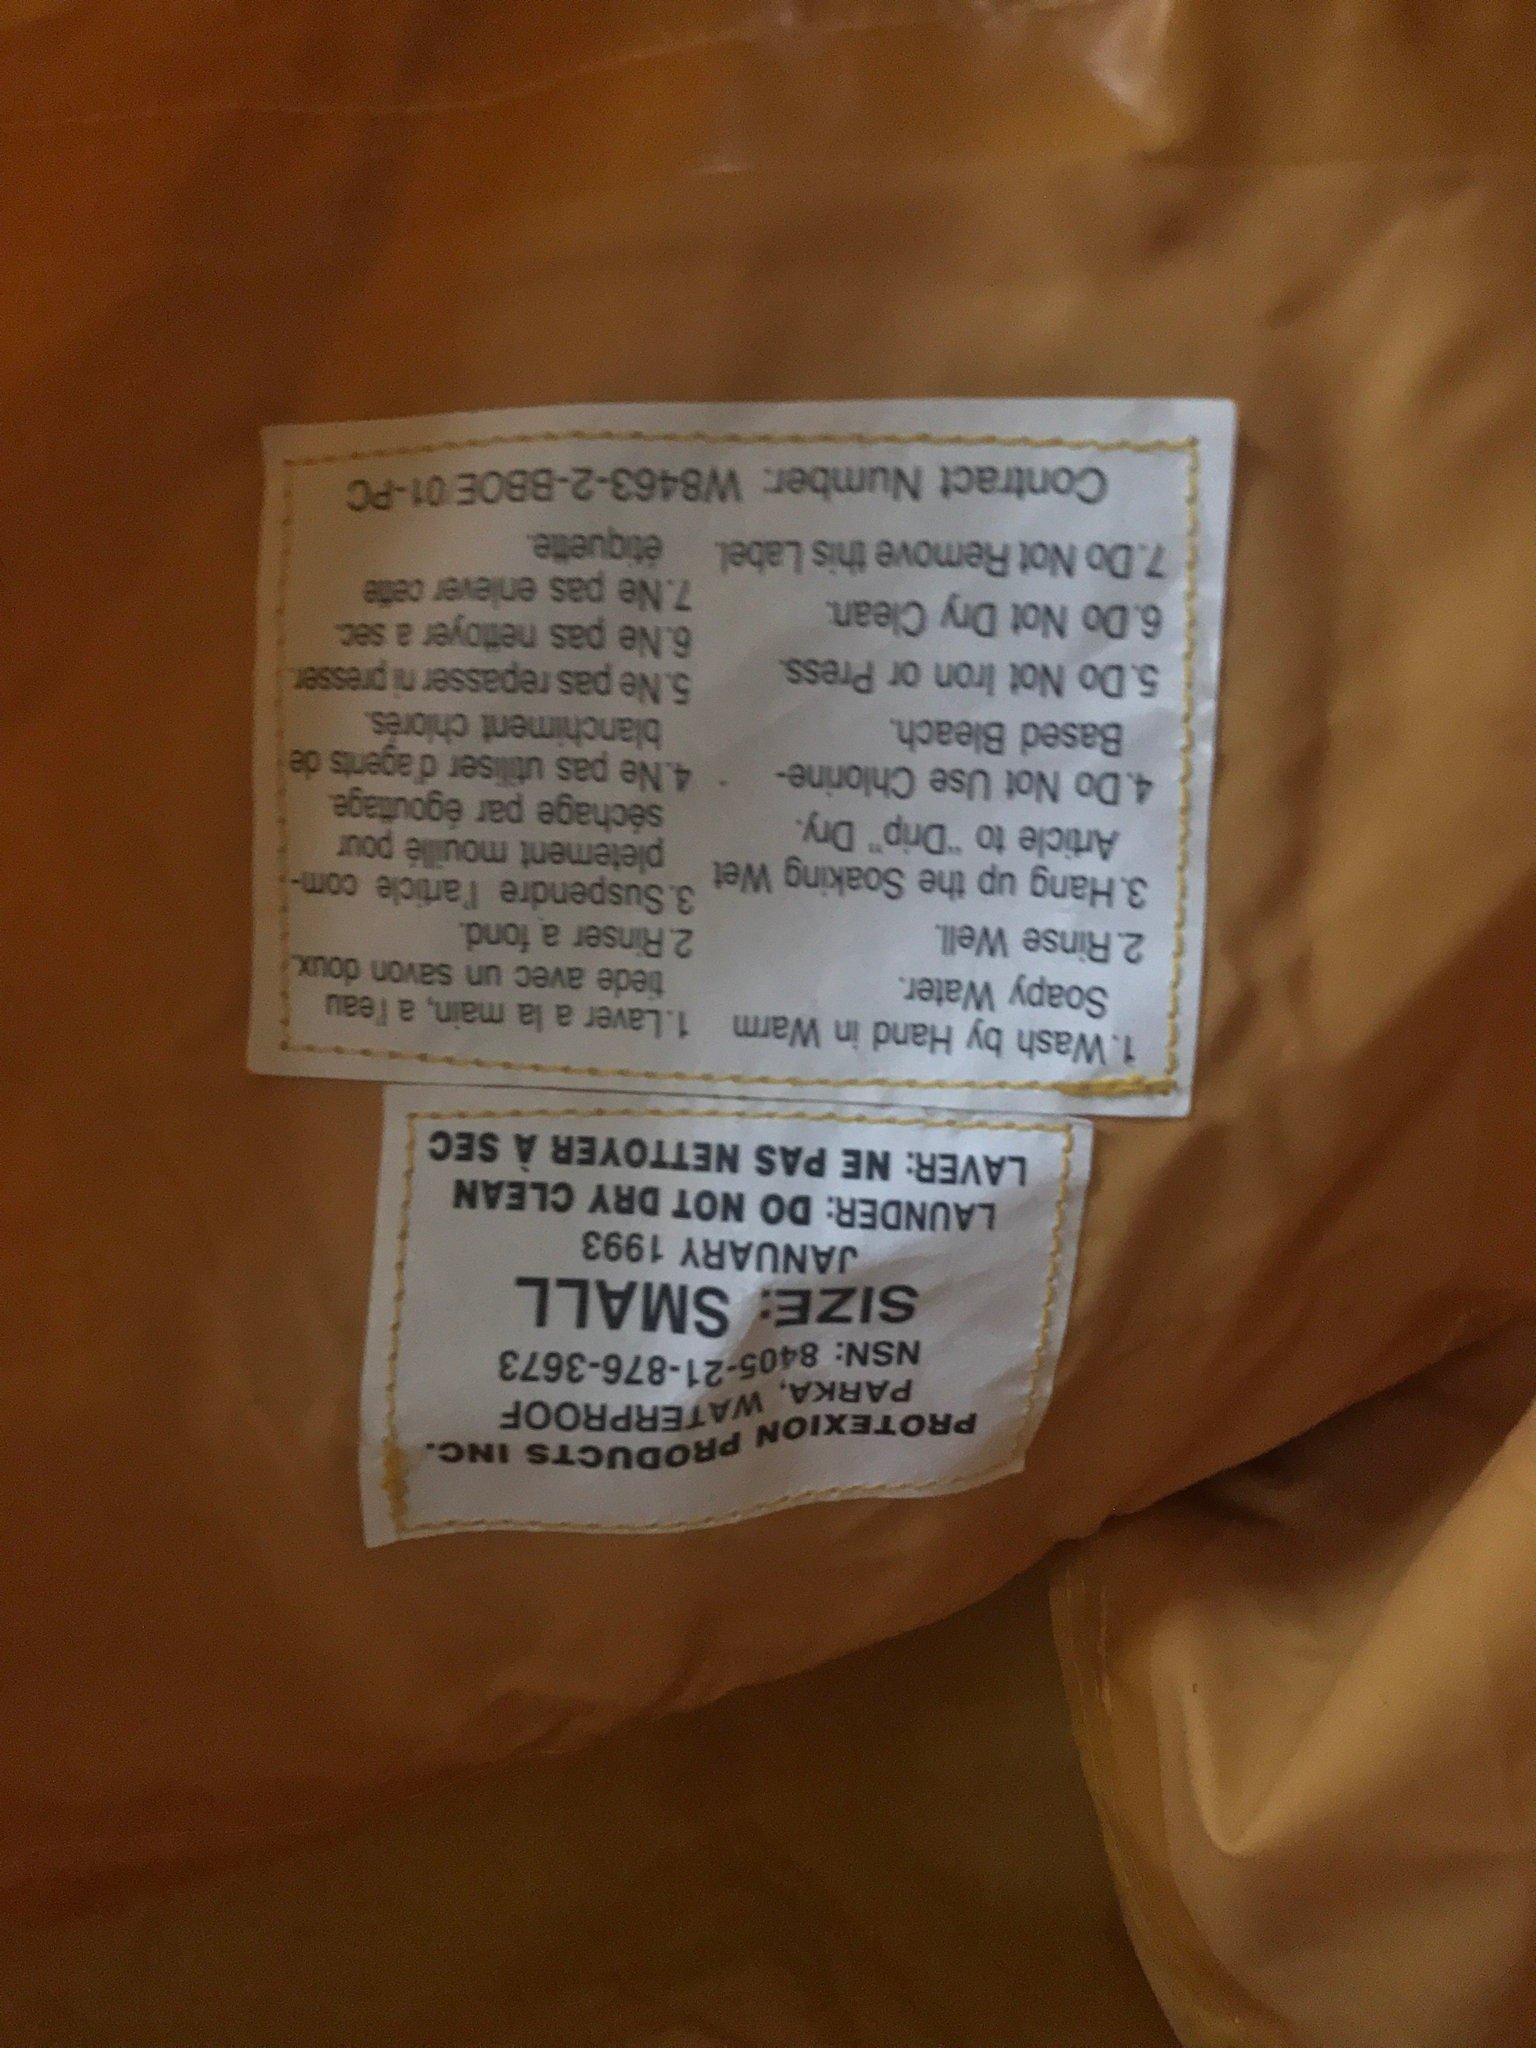 PROTEXION PRODUCTS INC.
PARKA, WATERPROOF
NSN: 8405-21-876-3673
SIZE: SMALL
JANUARY 1993
LAUNDER: DO NOT DRY CLEAN
LAVER: NE PAS NETTOYER À SEC
1. Wash by Hand in Warm
Soapy Water.
2. Rinse Well.
3. Hang up the Soaking Wet
Article to "Drip" Dry.
4. Do Not Use Chlorine-
Based Bleach.
5. Do Not Iron or Press.
6. Do Not Dry Clean.
7. Do Not Remove this Label.
1. Laver a la main, a l'eau
tiede avec un savon doux.
2. Rinser a fond.
3. Suspendre l'article com-
pletement mouillé pour
séchage par égouttage.
4. Ne pas utiliser d'agents de
blanchiment chlorés.
5. Ne pas repasser ni presser.
6. Ne pas nettoyer a sec.
7. Ne pas enlever cette
étiquette.
Contract Number: W8463-2-BBOE/01-PC